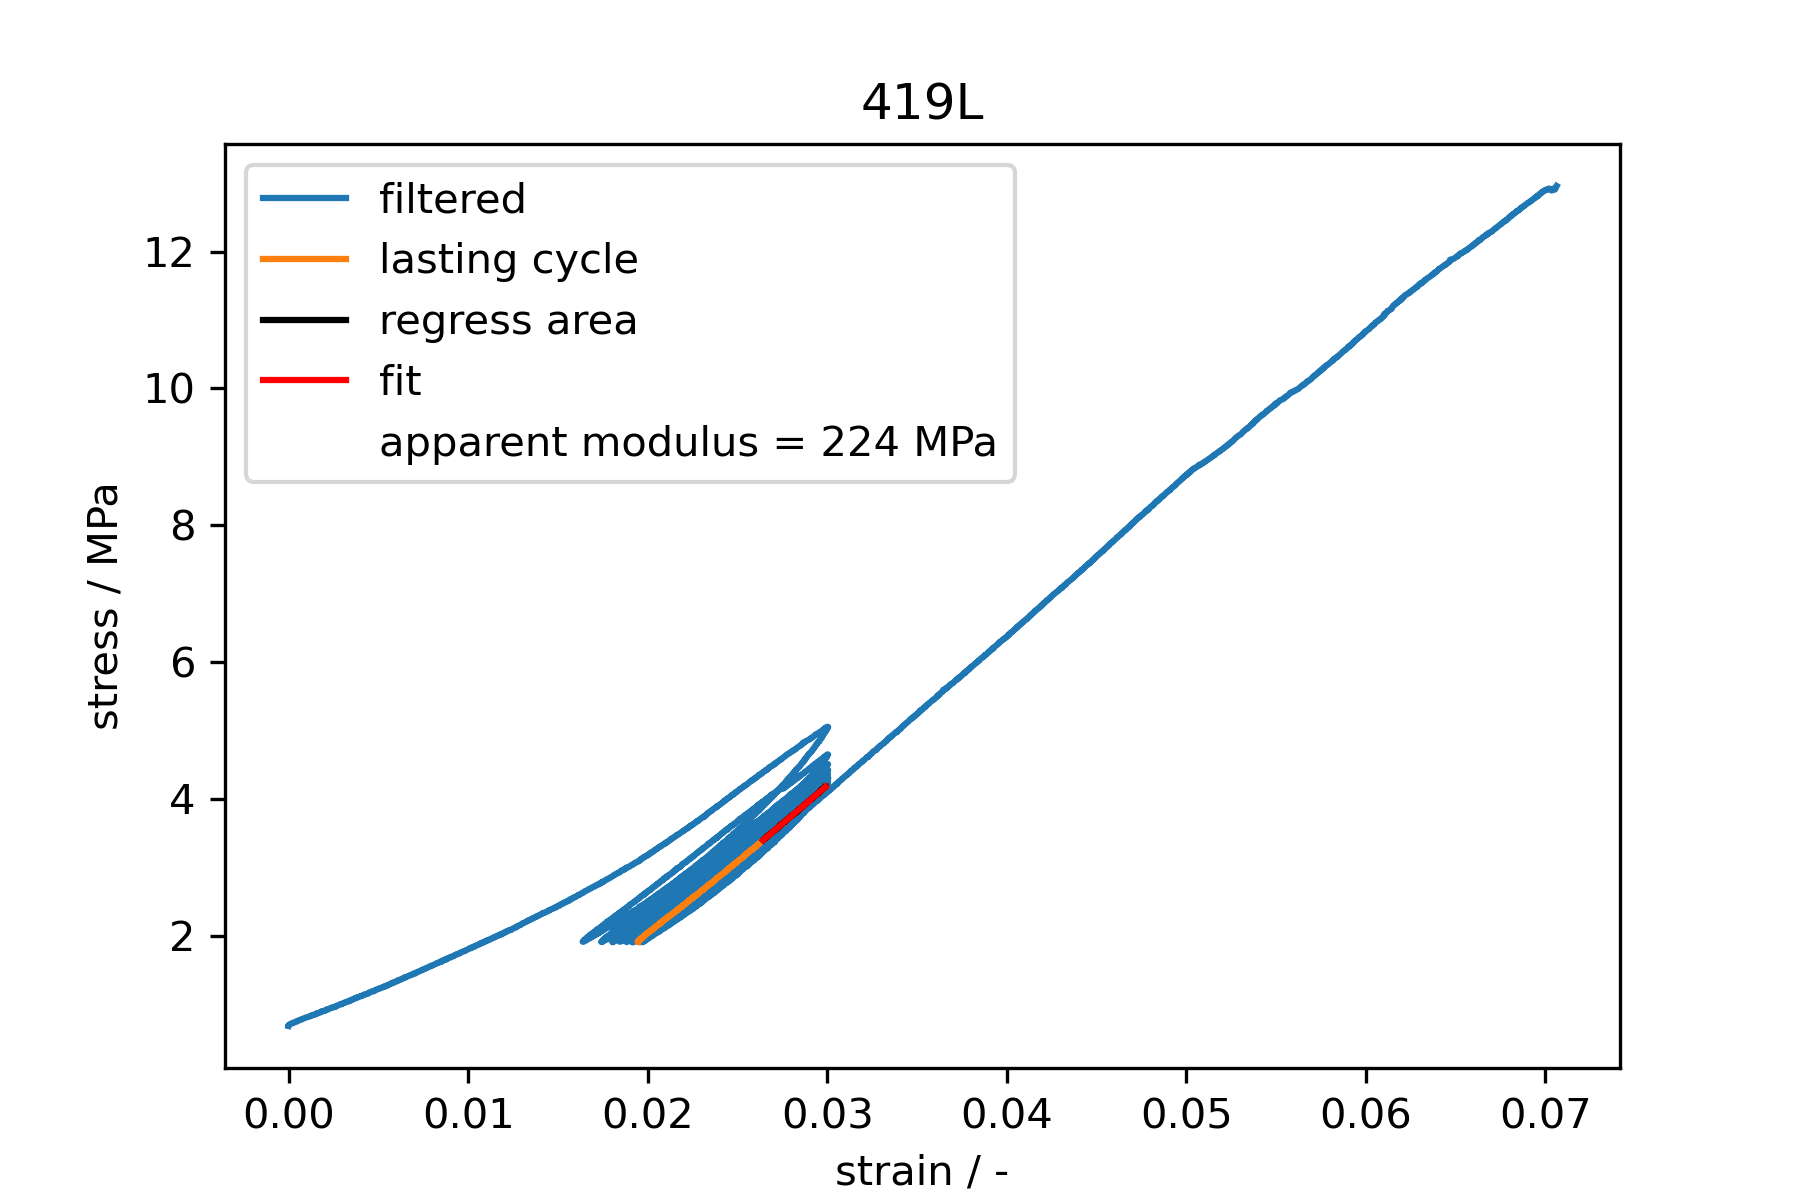 419L
filtered
lasting cycle
regress area
fit
apparent modulus = 224 MPa
stress / MPa
12
10
8
6
4
2
0.00 0.01 0.02 0.03 0.04 0.05 0.06 0.07
strain / -